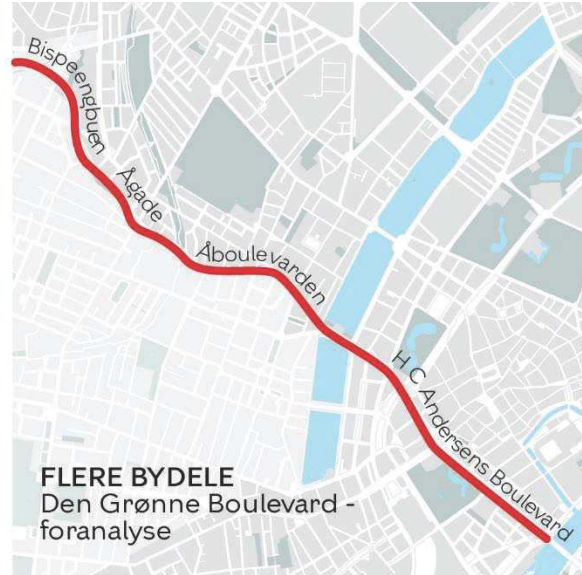 Bispeengbuen
Ågade
Åboulevarden
H C Andersens Boulevard
FLERE BYDELE
Den Grønne Boulevard -
foranalyse